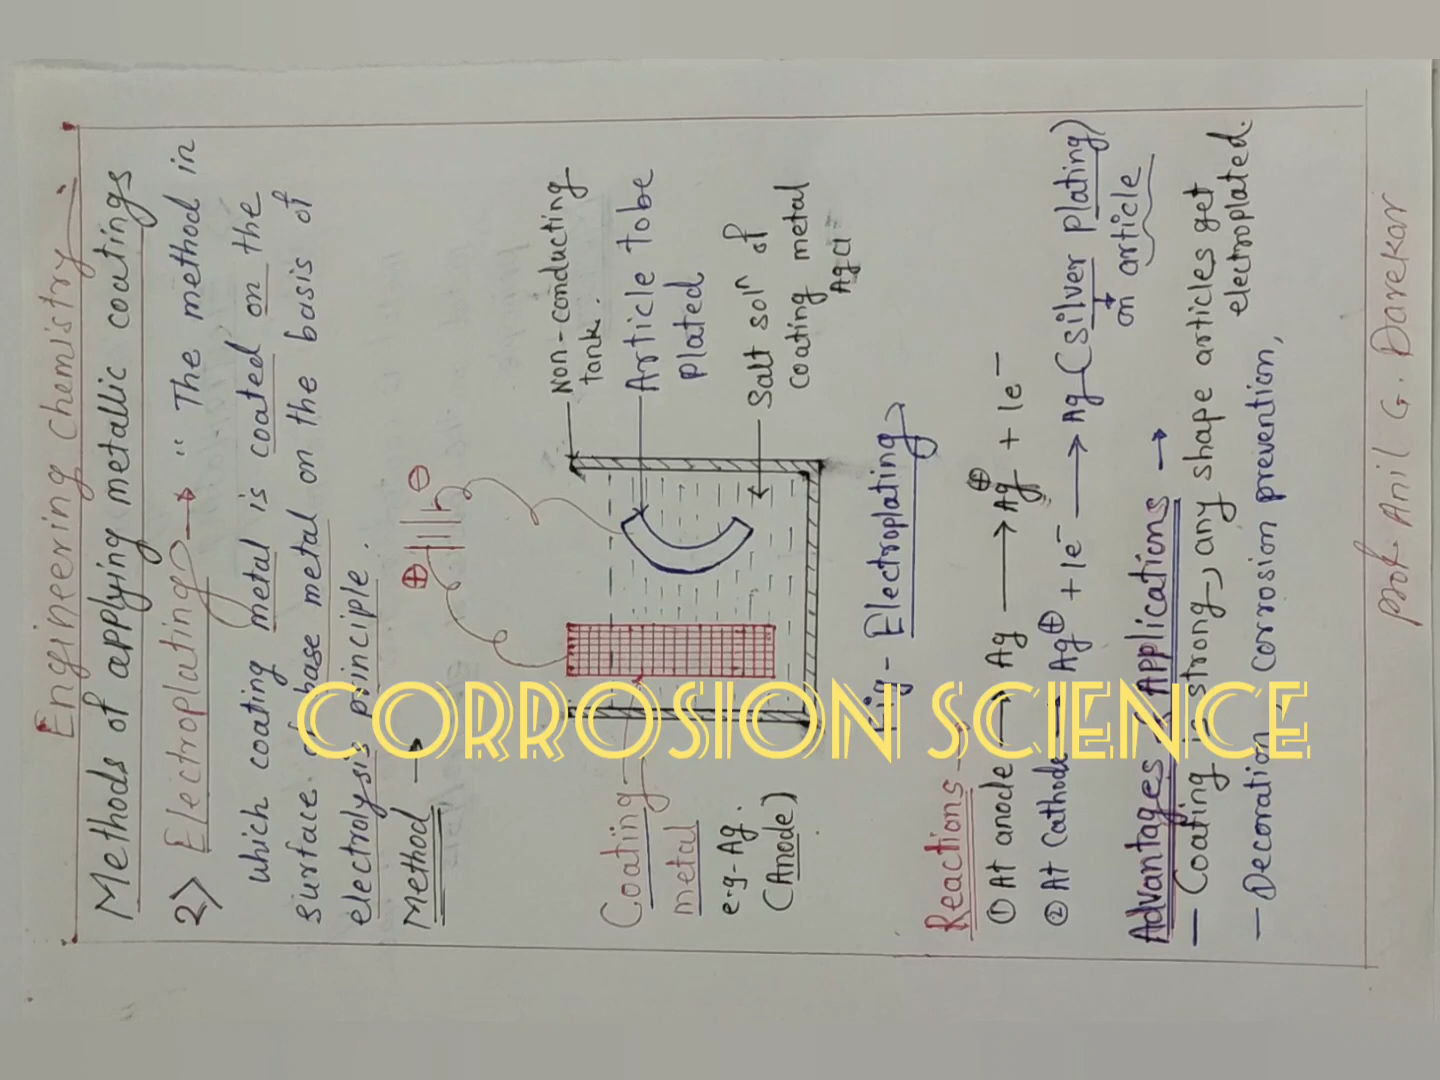 Engineering Chemistry
Methods of applying metallic coatings
2) Electroplating → " The method in
which coating metal is coated on the
surface of base metal on the basis of
electrolysis principle.
Method →
⊕ ⊖
Non-conducting
tank.
Article to be
plated
Salt solⁿ of
coating metal
AgCl
Coating
metal
e.g. Ag.
(Anode)
Fig - Electroplating
Reactions →
① At anode → Ag ⟶ Ag⊕ + 1e⁻
② At Cathode → Ag⊕ + 1e⁻ ⟶ Ag (Silver plating)
on article
Advantages & Applications →
— Coating is strong, any shape articles get
electroplated.
— Decoration, Corrosion prevention,
Prof. Anil G. Darekar
CORROSION SCIENCE